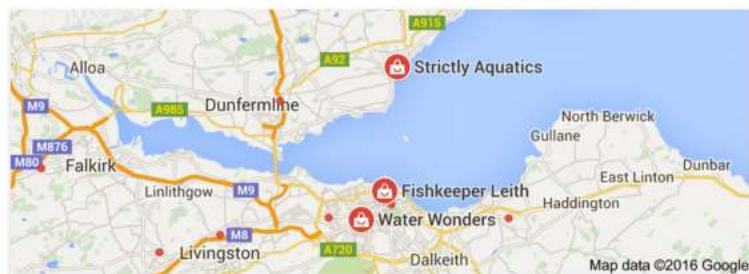 A915
Alloa
A92
Strictly Aquatics
M9
A985
Dunfermline
North Berwick
M876
Gullane
M80
Falkirk
Dunbar
East Linton
Linlithgow
M9
Fishkeeper Leith
Haddington
Water Wonders
M8
Livingston
A720
Dalkeith
Map data ©2016 Google